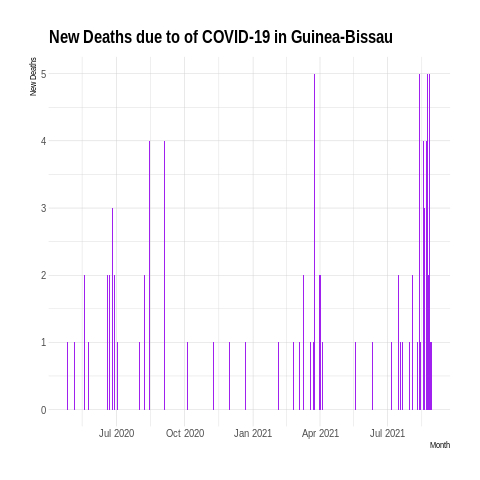 New Deaths due to of COVID-19 in Guinea-Bissau
New Deaths
5
4
3
2
1
0
Jul 2020 Oct 2020 Jan 2021 Apr 2021 Jul 2021
Month